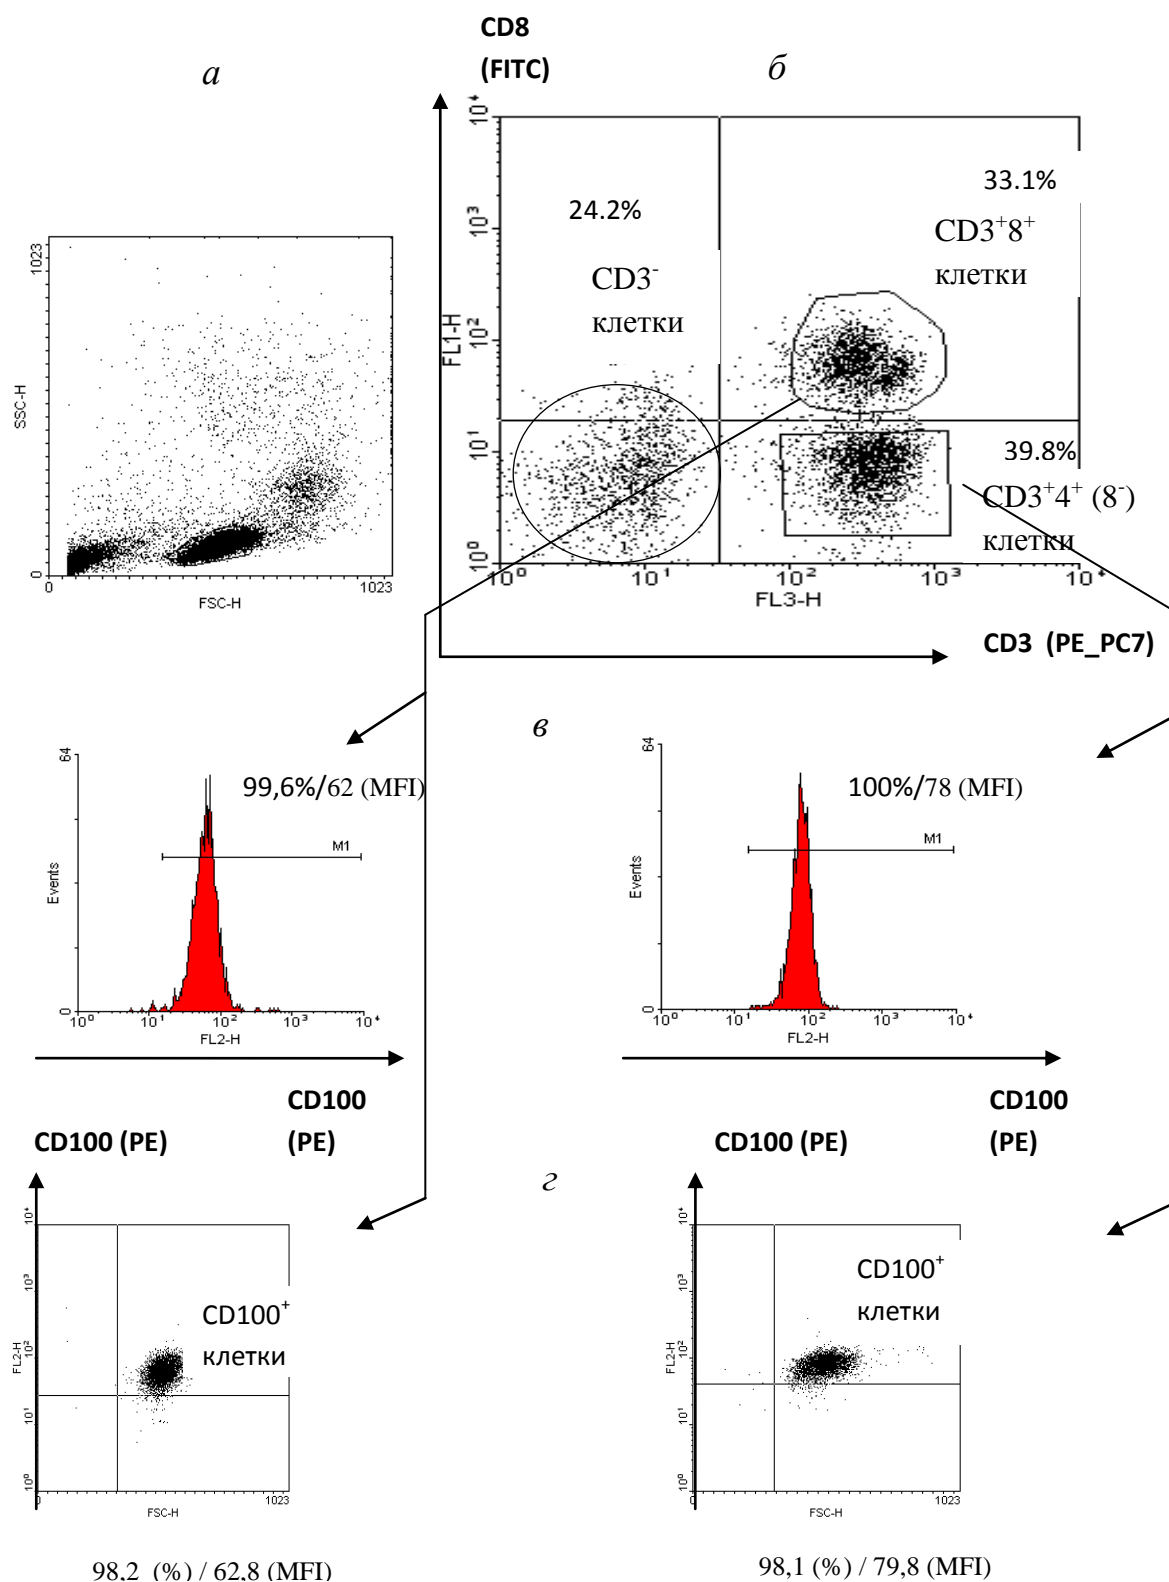 CD8
(FITC)
а
б
10⁴
10³
10²
10¹
10⁰
FL1-H
24.2%
CD3⁻
клетки
33.1%
CD3⁺8⁺
клетки
39.8%
CD3⁺4⁺ (8⁻)
клетки
10⁰
10¹
10²
10³
10⁴
FL3-H
CD3 (PE_PC7)
1023
SSC-H
0
0
1023
FSC-H
в
64
Events
0
99,6%/62 (MFI)
M1
10⁰
10¹
10²
10³
10⁴
FL2-H
CD100
(PE)
64
Events
0
100%/78 (MFI)
M1
10⁰
10¹
10²
10³
10⁴
FL2-H
CD100
(PE)
г
CD100 (PE)
10⁴
10³
10²
10¹
10⁰
FL2-H
CD100⁺
клетки
0
1023
FSC-H
98,2 (%) / 62,8 (MFI)
CD100 (PE)
10⁴
10³
10²
10¹
10⁰
FL2-H
CD100⁺
клетки
0
1023
FSC-H
98,1 (%) / 79,8 (MFI)